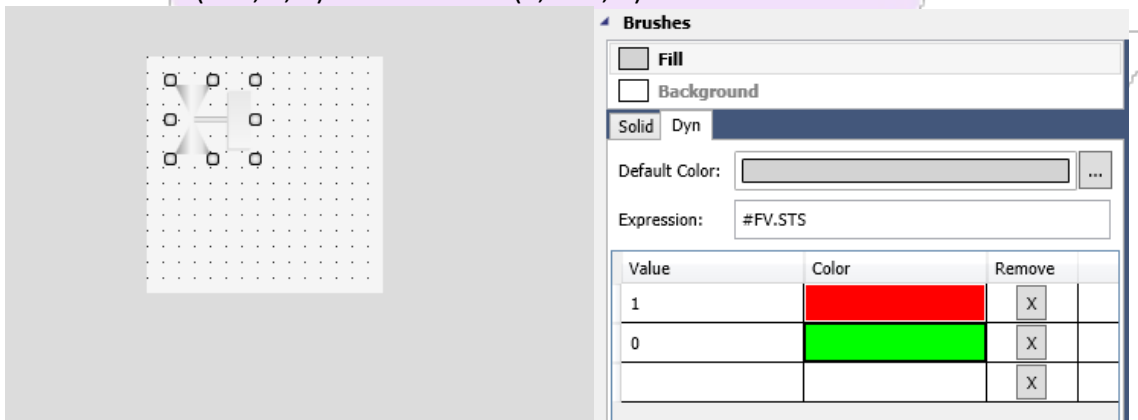 Brushes
Fill
Background
Solid Dyn
Default Color: ...
Expression: #FV.STS
Value Color Remove
1 X
0 X
X